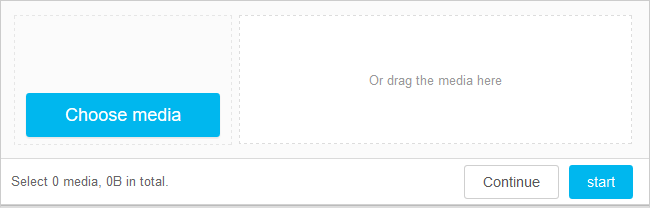 Or drag the media here
Choose media
Select 0 media, 0B in total.
Continue
start